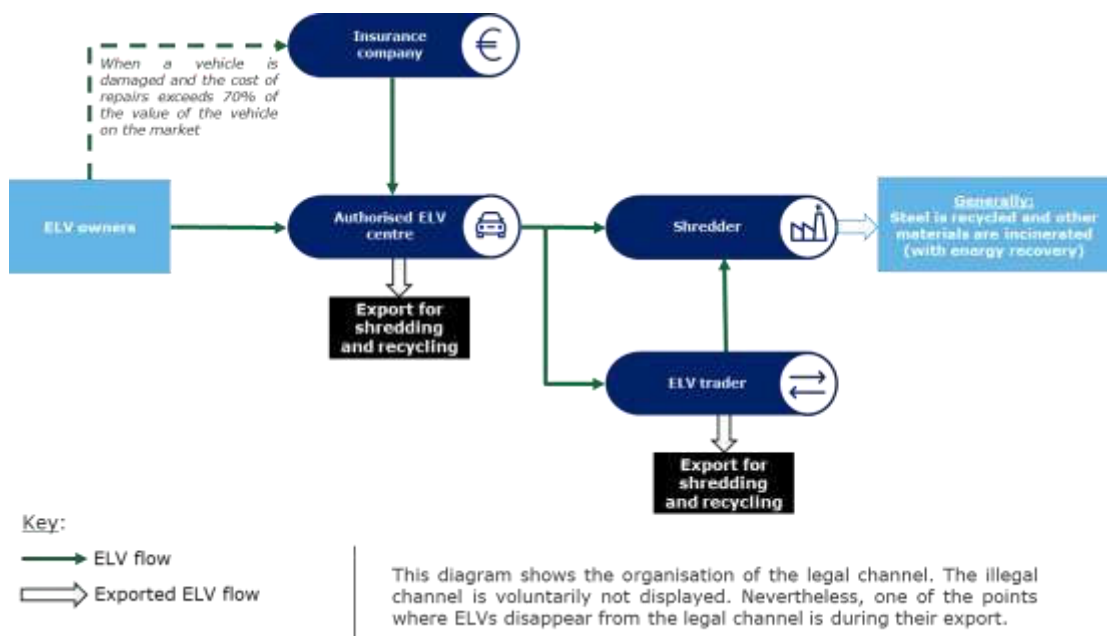 Insurance
company
When a vehicle is
damaged and the cost of
repairs exceeds 70% of
the value of the vehicle
on the market
ELV owners
Authorised ELV
centre
Shredder
Generally:
Steel is recycled and other
materials are incinerated
(with energy recovery)
Export for
shredding
and recycling
ELV trader
Export for
shredding
and recycling
Key:
ELV flow
Exported ELV flow
This diagram shows the organisation of the legal channel. The illegal
channel is voluntarily not displayed. Nevertheless, one of the points
where ELVs disappear from the legal channel is during their export.